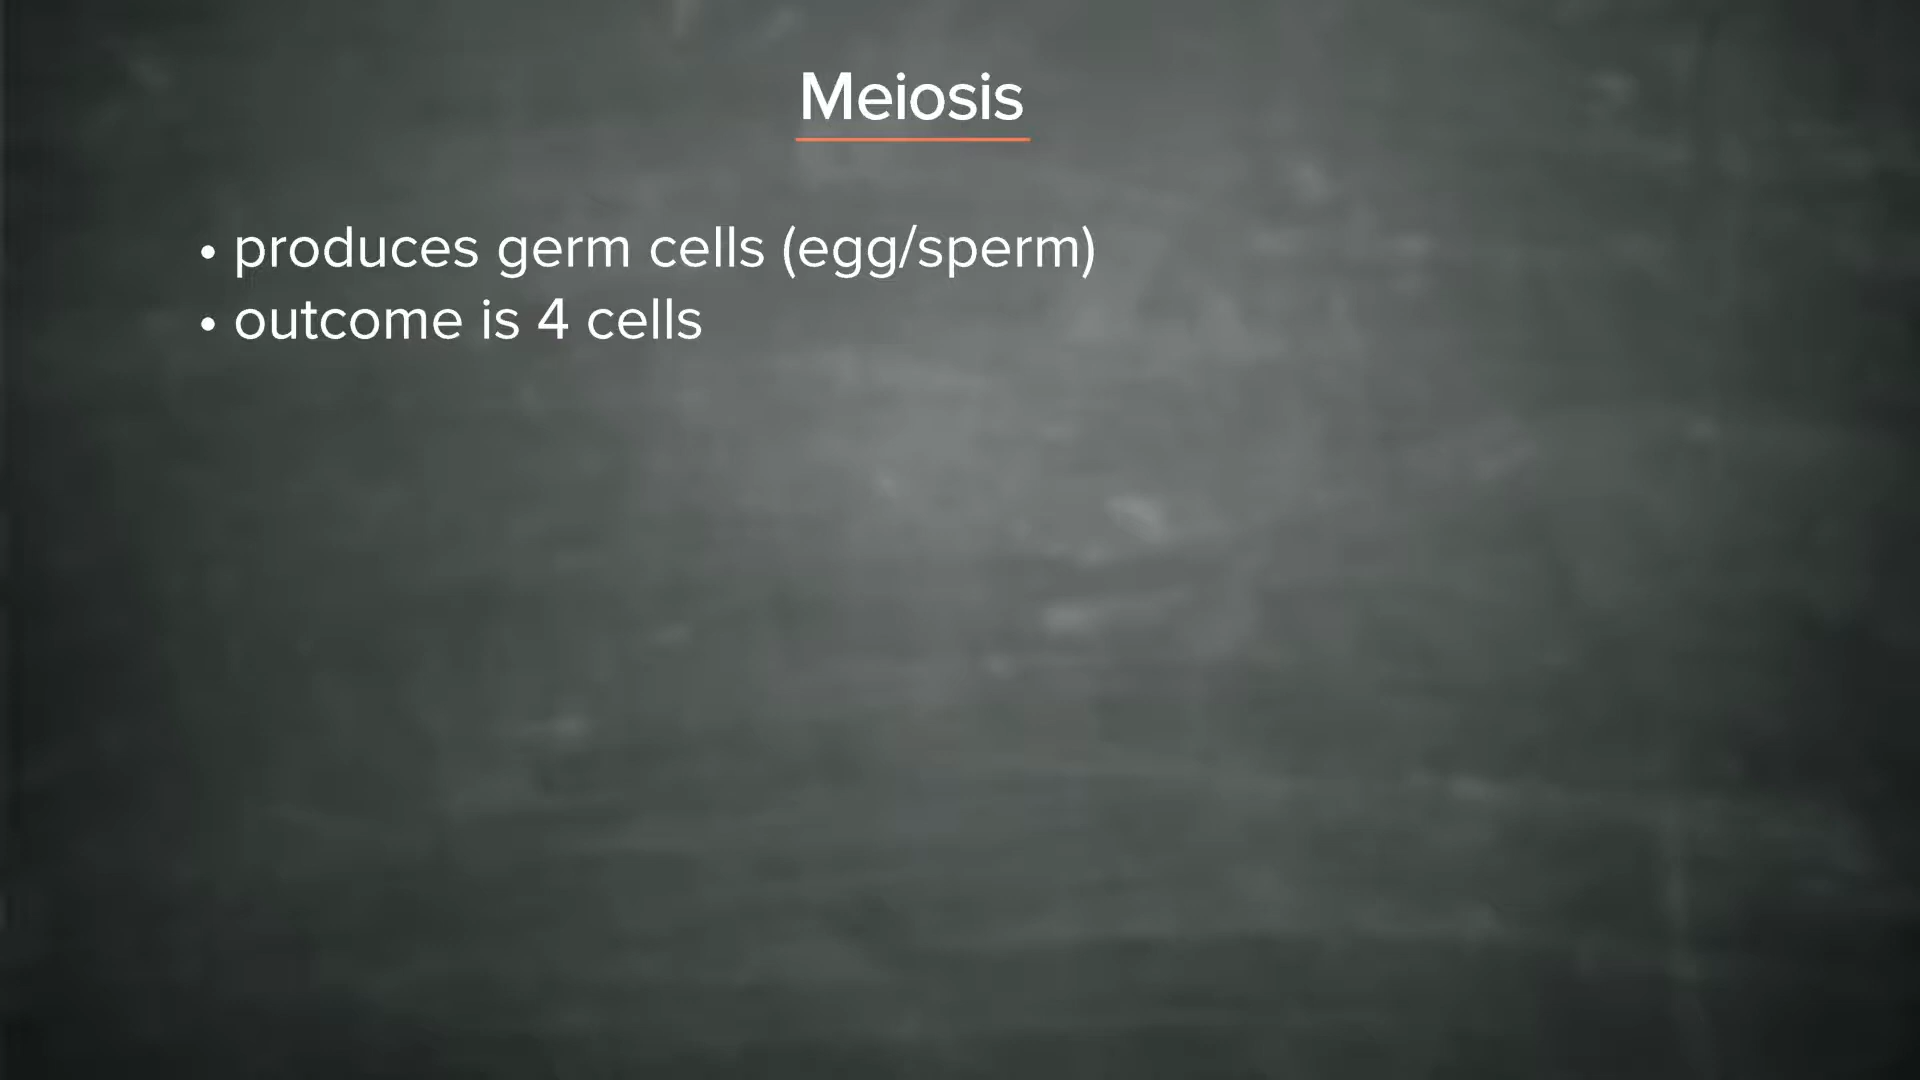 Meiosis
• produces germ cells (egg/sperm)
• outcome is 4 cells